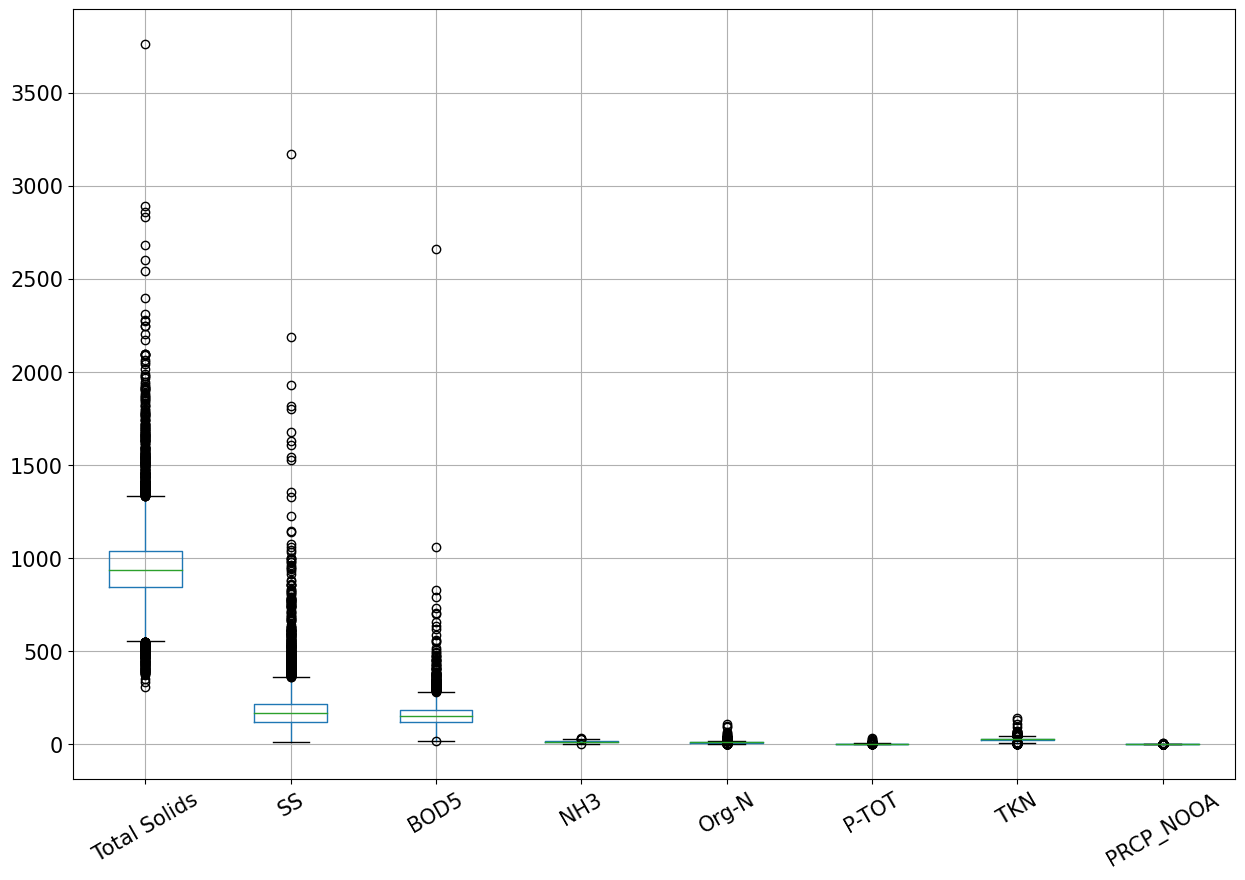 3500
3000
2500
2000
1500
1000
500
0
Total Solids
SS
BOD5
NH3
Org-N
P-TOT
TKN
PRCP_NOOA